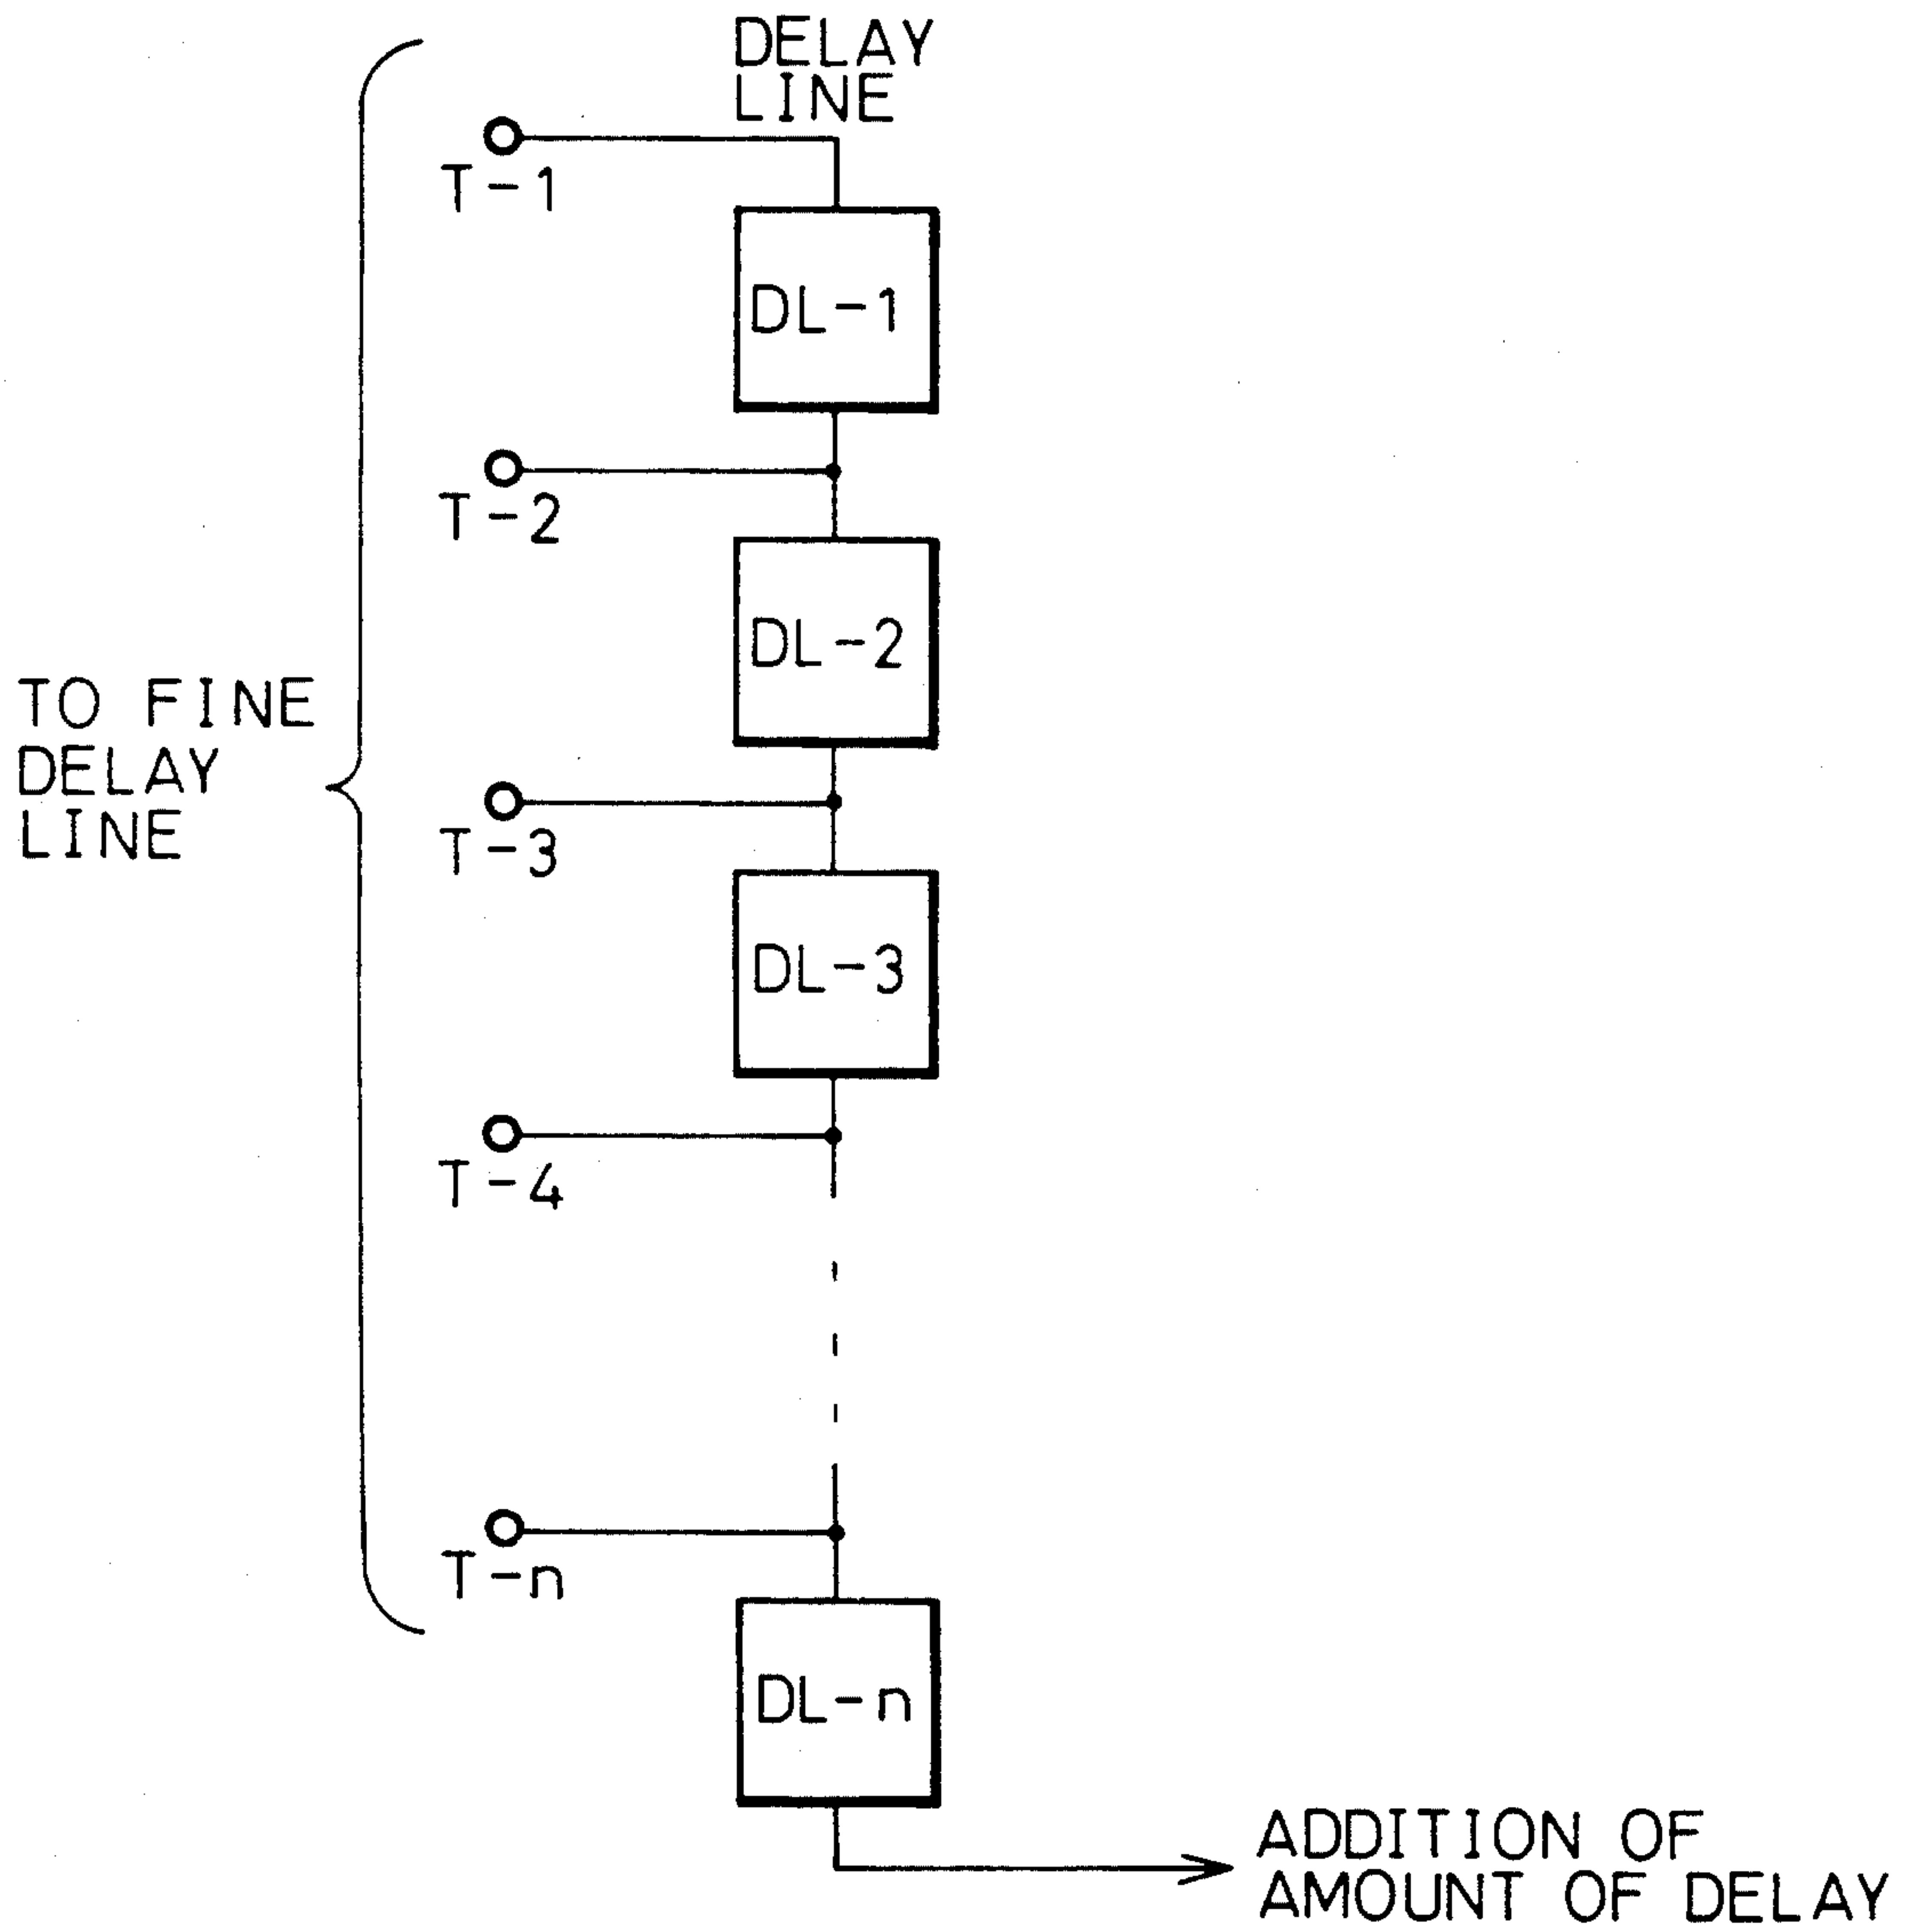 DELAY
LINE
T-1
DL-1
T-2
DL-2
TO FINE
DELAY
LINE
T-3
DL-3
T-4
T-n
DL-n
ADDITION OF
AMOUNT OF DELAY